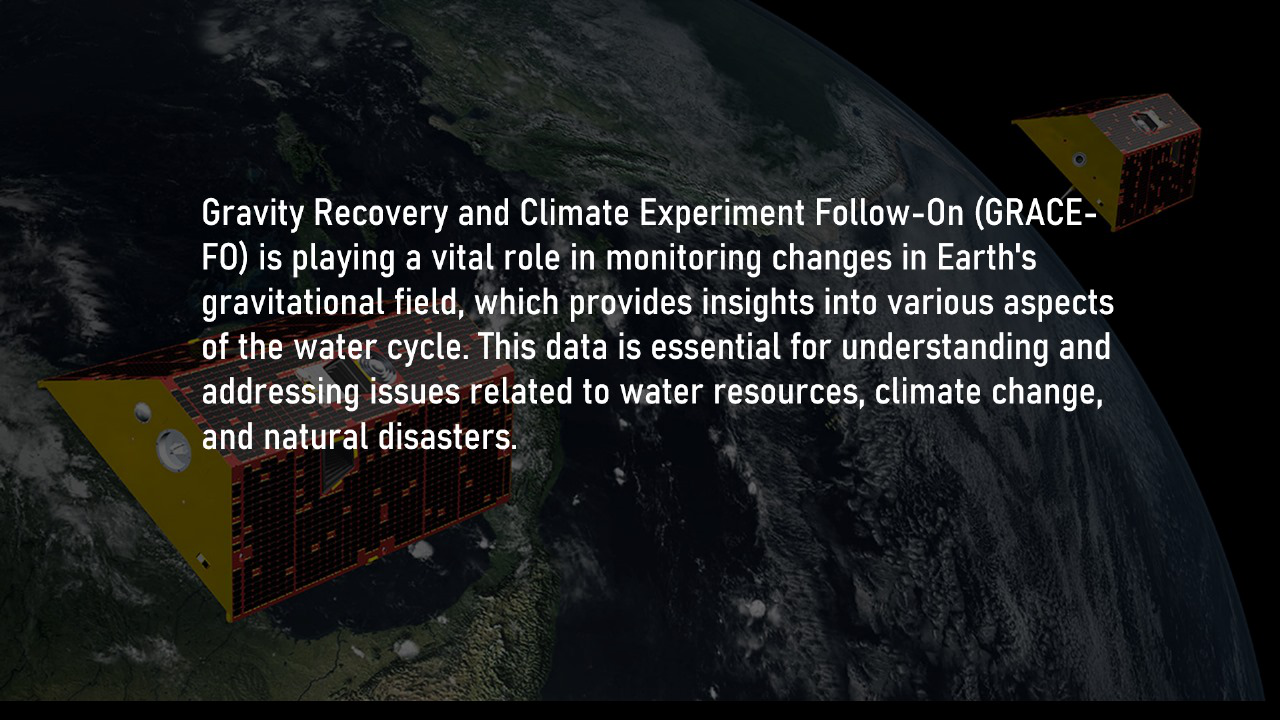 Gravity Recovery and Climate Experiment Follow-On (GRACE-
FO) is playing a vital role in monitoring changes in Earth's
gravitational field, which provides insights into various aspects
of the water cycle. This data is essential for understanding and
addressing issues related to water resources, climate change,
and natural disasters.